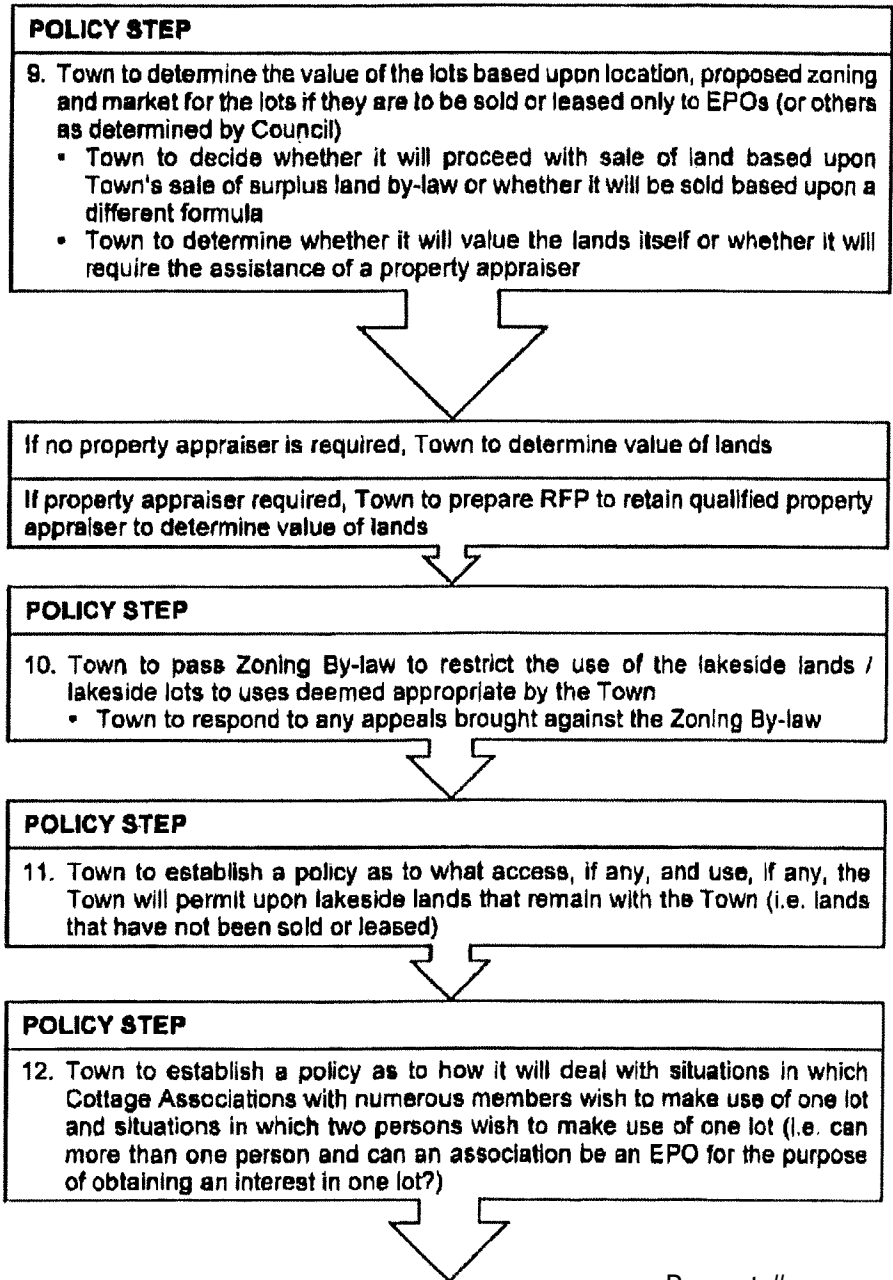 POLICY STEP
9. Town to determine the value of the lots based upon location, proposed zoning
and market for the lots if they are to be sold or leased only to EPOs (or others
as determined by Council)
• Town to decide whether it will proceed with sale of land based upon
Town's sale of surplus land by-law or whether it will be sold based upon a
different formula
• Town to determine whether it will value the lands itself or whether it will
require the assistance of a property appraiser
If no property appraiser is required, Town to determine value of lands
If property appraiser required, Town to prepare RFP to retain qualified property
appraiser to determine value of lands
POLICY STEP
10. Town to pass Zoning By-law to restrict the use of the lakeside lands /
lakeside lots to uses deemed appropriate by the Town
• Town to respond to any appeals brought against the Zoning By-law
POLICY STEP
11. Town to establish a policy as to what access, if any, and use, if any, the
Town will permit upon lakeside lands that remain with the Town (i.e. lands
that have not been sold or leased)
POLICY STEP
12. Town to establish a policy as to how it will deal with situations in which
Cottage Associations with numerous members wish to make use of one lot
and situations in which two persons wish to make use of one lot (i.e. can
more than one person and can an association be an EPO for the purpose
of obtaining an interest in one lot?)